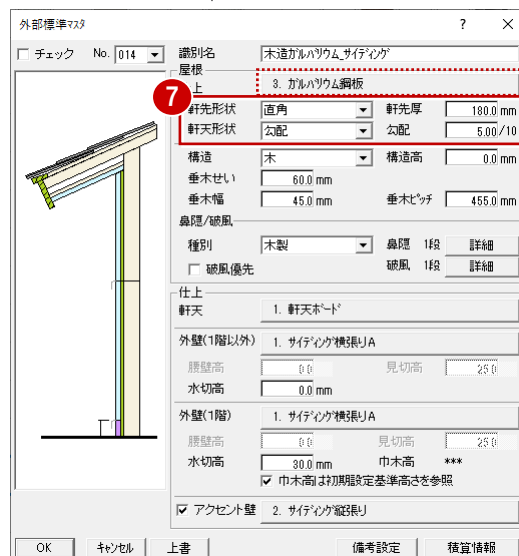 外部標準ﾏｽﾀ ? ×
チェック No. 014 識別名 木造ｶﾞﾙﾊﾞﾘｳﾑ_ｻｲﾃﾞｨﾝｸﾞ
屋根
上 3. ｶﾞﾙﾊﾞﾘｳﾑ鋼板
7
軒先形状 直角 軒先厚 180.0 mm
軒天形状 勾配 勾配 5.00 /10
構造 木 構造高 0.0 mm
垂木せい 60.0 mm
垂木幅 45.0 mm 垂木ﾋﾟｯﾁ 455.0 mm
鼻隠/破風
種別 木製 鼻隠 1段 詳細
破風優先 破風 1段 詳細
仕上
軒天 1. 軒天ﾎﾞｰﾄﾞ
外壁(1階以外) 1. ｻｲﾃﾞｨﾝｸﾞ横張りA
腰壁高 0.0 見切高 25.0
水切高 0.0 mm
外壁(1階) 1. ｻｲﾃﾞｨﾝｸﾞ横張りA
腰壁高 0.0 見切高 25.0
水切高 30.0 mm 巾木高 ***
巾木高は初期設定基準高さを参照
アクセント壁 2. ｻｲﾃﾞｨﾝｸﾞ縦張り
OK ｷｬﾝｾﾙ 上書 備考設定 積算情報